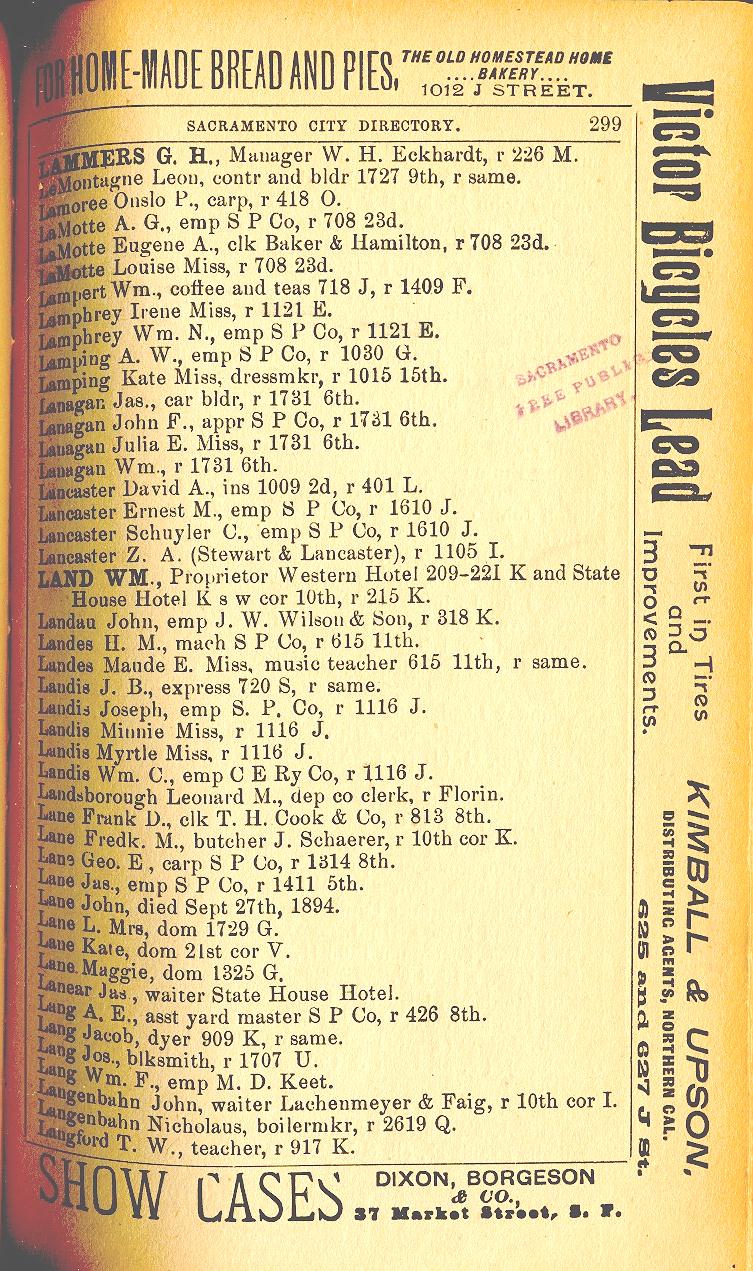 FOR HOME-MADE BREAD AND PIES, THE OLD HOMESTEAD HOME
....BAKERY....
1012 J STREET.
SACRAMENTO CITY DIRECTORY. 299
LAMMERS G. H., Manager W. H. Eckhardt, r 226 M.
LeMontagne Leon, contr and bldr 1727 9th, r same.
Lamoree Onslo P., carp, r 418 O.
LaMotte A. G., emp S P Co, r 708 23d.
LaMotte Eugene A., clk Baker & Hamilton, r 708 23d.
LaMotte Louise Miss, r 708 23d.
Lampert Wm., coffee and teas 718 J, r 1409 F.
Lamphrey Irene Miss, r 1121 E.
Lamphrey Wm. N., emp S P Co, r 1121 E.
Lamping A. W., emp S P Co, r 1030 G.
Lamping Kate Miss, dressmkr, r 1015 15th.
Lanagan Jas., car bldr, r 1731 6th.
Lanagan John F., appr S P Co, r 1731 6th.
Lanagan Julia E. Miss, r 1731 6th.
Lanagan Wm., r 1731 6th.
Lancaster David A., ins 1009 2d, r 401 L.
Lancaster Ernest M., emp S P Co, r 1610 J.
Lancaster Schuyler C., emp S P Co, r 1610 J.
Lancaster Z. A. (Stewart & Lancaster), r 1105 I.
LAND WM., Proprietor Western Hotel 209-221 K and State
House Hotel K s w cor 10th, r 215 K.
Landau John, emp J. W. Wilson & Son, r 318 K.
Landes H. M., mach S P Co, r 615 11th.
Landes Maude E. Miss, music teacher 615 11th, r same.
Landis J. B., express 720 S, r same.
Landis Joseph, emp S. P. Co, r 1116 J.
Landis Minnie Miss, r 1116 J.
Landis Myrtle Miss, r 1116 J.
Landis Wm. C., emp C E Ry Co, r 1116 J.
Landsborough Leonard M., dep co clerk, r Florin.
Lane Frank D., clk T. H. Cook & Co, r 813 8th.
Lane Fredk. M., butcher J. Schaerer, r 10th cor K.
Lane Geo. E , carp S P Co, r 1314 8th.
Lane Jas., emp S P Co, r 1411 5th.
Lane John, died Sept 27th, 1894.
Lane L. Mrs, dom 1729 G.
Lane Kate, dom 21st cor V.
Lane Maggie, dom 1325 G.
Lanear Jas , waiter State House Hotel.
Lang A. E., asst yard master S P Co, r 426 8th.
Lang Jacob, dyer 909 K, r same.
Lang Jos., blksmith, r 1707 U.
Lang Wm. F., emp M. D. Keet.
Langenbahn John, waiter Lachenmeyer & Faig, r 10th cor I.
Langenbahn Nicholaus, boilermkr, r 2619 Q.
Langford T. W., teacher, r 917 K.
SACRAMENTO
FREE PUBLIC
LIBRARY.
SHOW CASES DIXON, BORGESON
& CO.,
37 Market Street, S. F.
Victor Bicycles Lead
First in Tires
and
Improvements.
KIMBALL & UPSON,
DISTRIBUTING AGENTS, NORTHERN CAL.
625 and 627 J St.